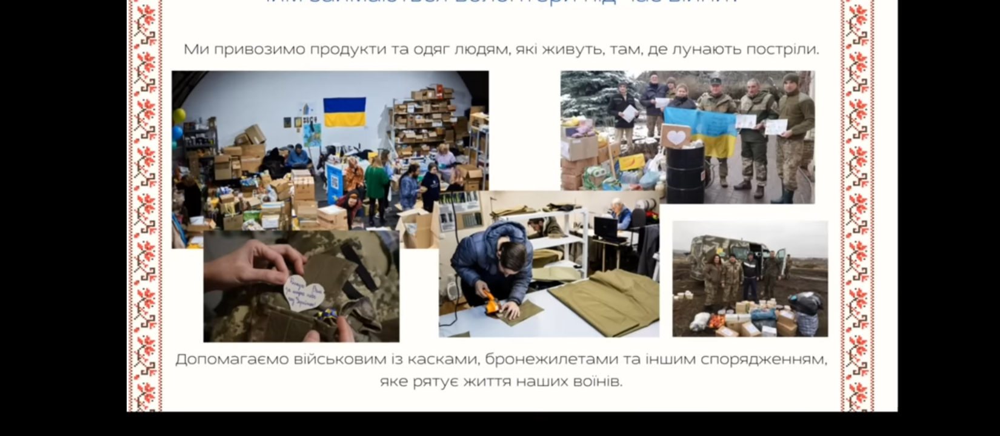 Ми привозимо продукти та одяг людям, які живуть, там, де лунають постріли.
Допомагаємо військовим із касками, бронежилетами та іншим спорядженням,
яке рятує життя наших воїнів.